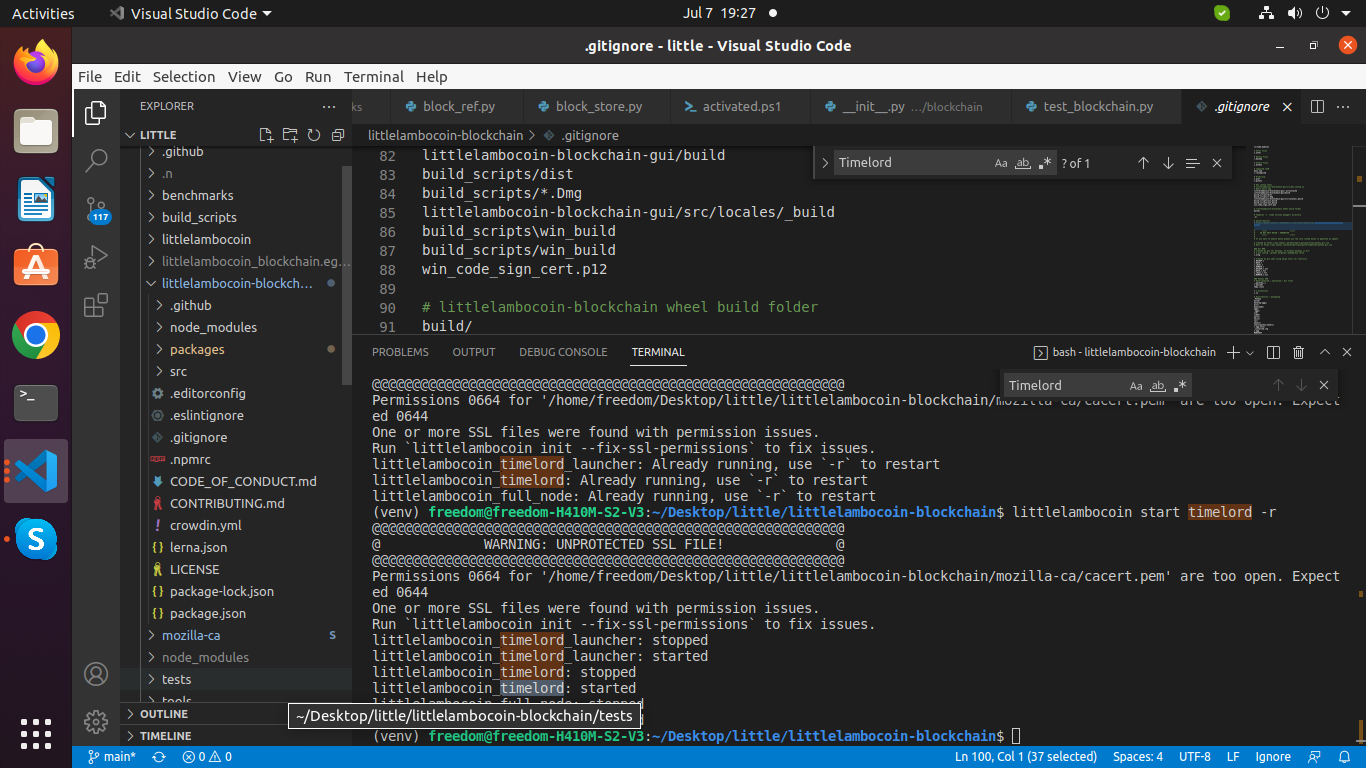 Activities
Visual Studio Code
Jul 7 19:27
.gitignore - little - Visual Studio Code
File Edit Selection View Go Run Terminal Help
EXPLORER
LITTLE
.github
.n
benchmarks
build_scripts
littlelambocoin
littlelambocoin_blockchain.eg...
littlelambocoin-blockch...
.github
node_modules
packages
src
.editorconfig
.eslintignore
.gitignore
.npmrc
CODE_OF_CONDUCT.md
CONTRIBUTING.md
crowdin.yml
lerna.json
LICENSE
package-lock.json
package.json
mozilla-ca S
node_modules
tests
tools
OUTLINE
TIMELINE
117
ks block_ref.py block_store.py activated.ps1 __init__.py .../blockchain test_blockchain.py .gitignore
littlelambocoin-blockchain > .gitignore
Timelord Aa ab ? of 1
82 littlelambocoin-blockchain-gui/build
83 build_scripts/dist
84 build_scripts/*.Dmg
85 littlelambocoin-blockchain-gui/src/locales/_build
86 build_scripts\win_build
87 build_scripts/win_build
88 win_code_sign_cert.p12
89
90 # littlelambocoin-blockchain wheel build folder
91 build/
PROBLEMS OUTPUT DEBUG CONSOLE TERMINAL bash - littlelambocoin-blockchain
Timelord Aa ab
@@@@@@@@@@@@@@@@@@@@@@@@@@@@@@@@@@@@@@@@@@@@@@@@@@@@@@@@@@@
Permissions 0664 for '/home/freedom/Desktop/little/littlelambocoin-blockchain/mozilla-ca/cacert.pem' are too open. Expect
ed 0644
One or more SSL files were found with permission issues.
Run `littlelambocoin init --fix-ssl-permissions` to fix issues.
littlelambocoin_timelord_launcher: Already running, use `-r` to restart
littlelambocoin_timelord: Already running, use `-r` to restart
littlelambocoin_full_node: Already running, use `-r` to restart
(venv) freedom@freedom-H410M-S2-V3:~/Desktop/little/littlelambocoin-blockchain$ littlelambocoin start timelord -r
@@@@@@@@@@@@@@@@@@@@@@@@@@@@@@@@@@@@@@@@@@@@@@@@@@@@@@@@@@@
@ WARNING: UNPROTECTED SSL FILE! @
@@@@@@@@@@@@@@@@@@@@@@@@@@@@@@@@@@@@@@@@@@@@@@@@@@@@@@@@@@@
Permissions 0664 for '/home/freedom/Desktop/little/littlelambocoin-blockchain/mozilla-ca/cacert.pem' are too open. Expect
ed 0644
One or more SSL files were found with permission issues.
Run `littlelambocoin init --fix-ssl-permissions` to fix issues.
littlelambocoin_timelord_launcher: stopped
littlelambocoin_timelord_launcher: started
littlelambocoin_timelord: stopped
littlelambocoin_timelord: started
littlelambocoin_full_node: stopped
~/Desktop/little/littlelambocoin-blockchain/tests
(venv) freedom@freedom-H410M-S2-V3:~/Desktop/little/littlelambocoin-blockchain$
main* 0 0 Ln 100, Col 1 (37 selected) Spaces: 4 UTF-8 LF Ignore